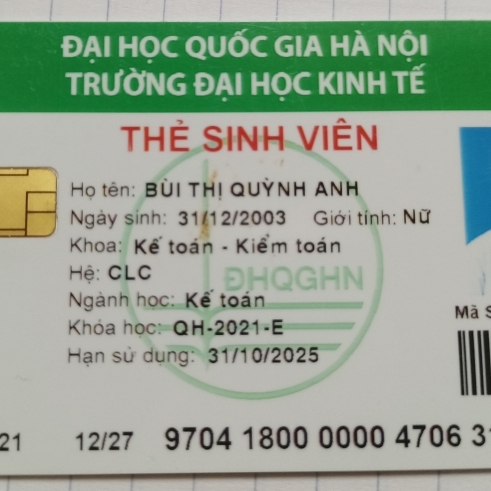 ĐẠI HỌC QUỐC GIA HÀ NỘI
TRƯỜNG ĐẠI HỌC KINH TẾ
THẺ SINH VIÊN
Họ tên: BÙI THỊ QUỲNH ANH
Ngày sinh: 31/12/2003 Giới tính: Nữ
Khoa: Kế toán - Kiểm toán
Hệ: CLC
ĐHQGHN
Ngành học: Kế toán
Khóa học: QH-2021-E
Mã S
Hạn sử dụng: 31/10/2025
21 12/27 9704 1800 0000 4706 3